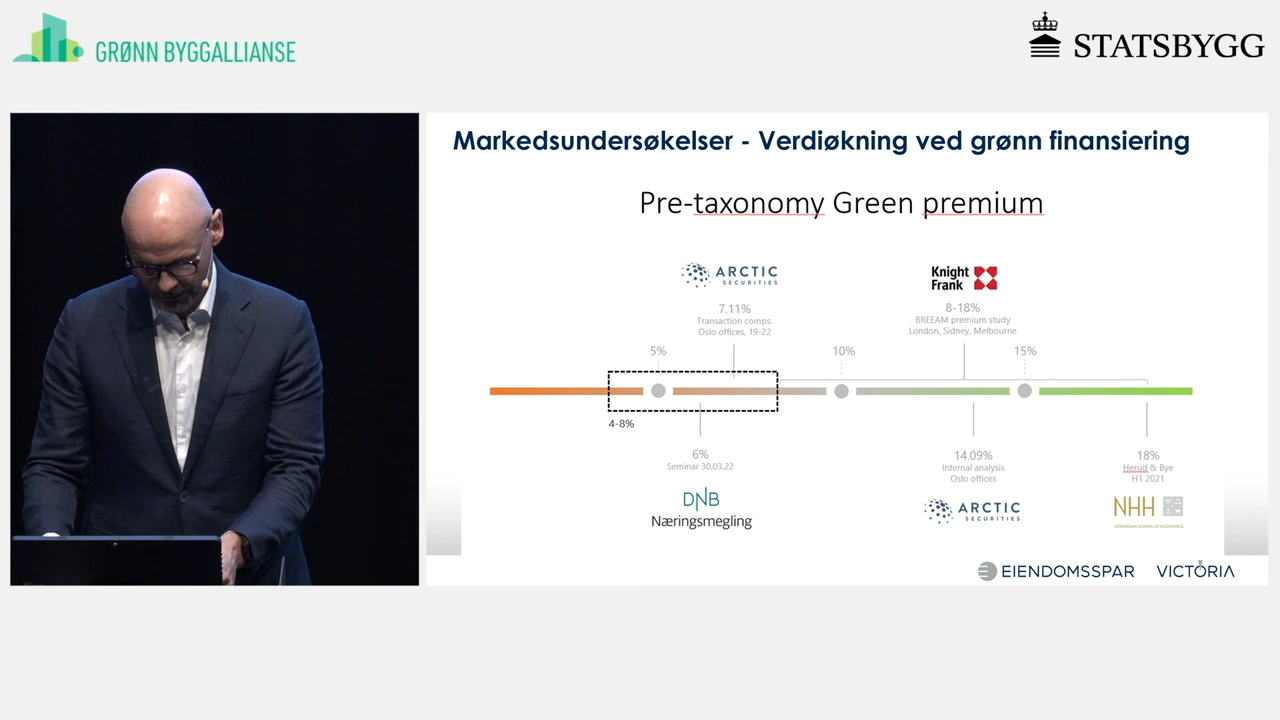 GRØNN BYGGALLIANSE
STATSBYGG
Markedsundersøkelser - Verdiøkning ved grønn finansiering
Pre-taxonomy Green premium
ARCTIC
SECURITIES
7.11%
Transaction comps.
Oslo offices, 19-22
Knight
Frank
8-18%
BREEAM premium study
London, Sidney, Melbourne
5%
10%
15%
4-8%
6%
Seminar 30.03.22
DNB
Næringsmegling
14.09%
Internal analysis
Oslo offices
ARCTIC
SECURITIES
18%
Herud & Bye
H1 2021
NHH
NORWEGIAN SCHOOL OF ECONOMICS
EIENDOMSSPAR
VICTORIA